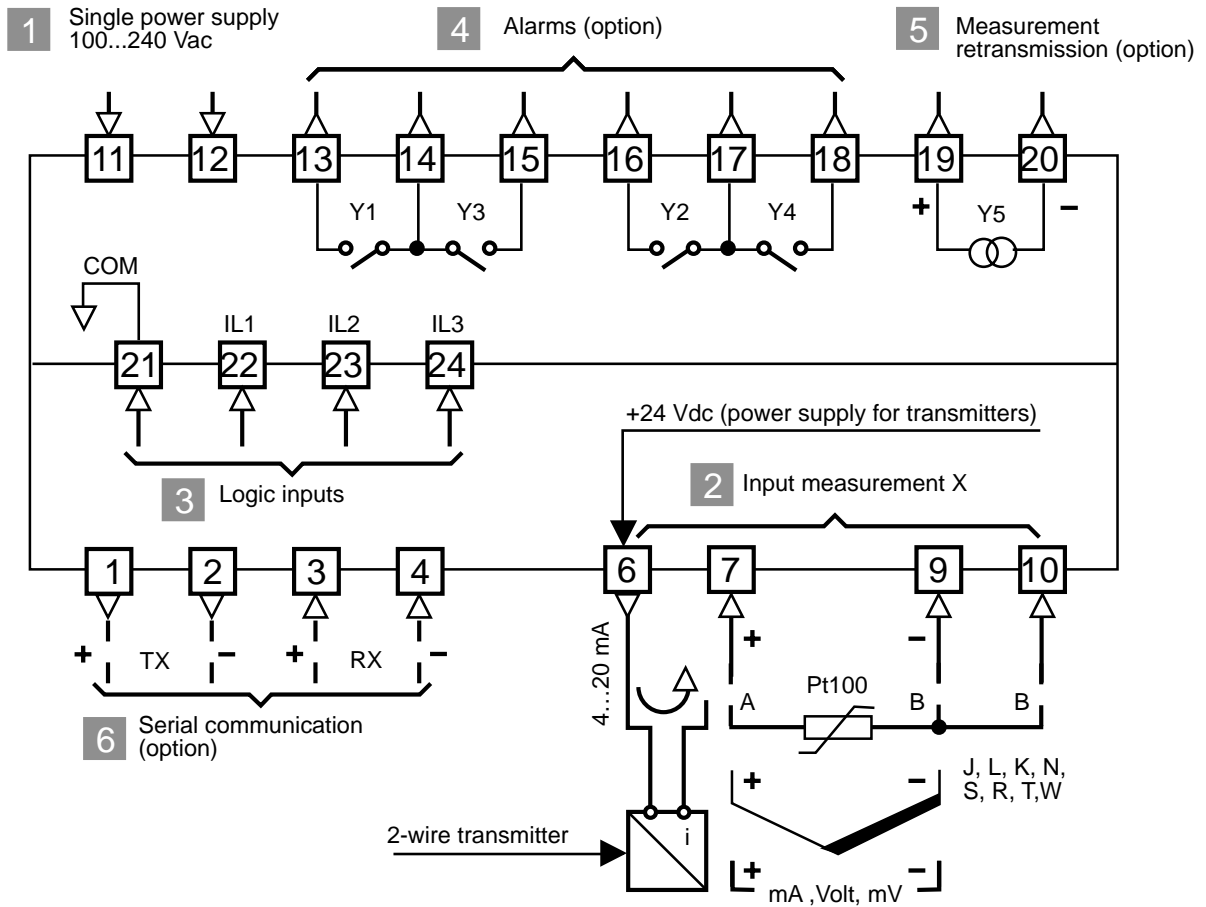 1
Single power supply
100...240 Vac
4
Alarms (option)
5
Measurement
retransmission (option)
11 12 13 14 15 16 17 18 19 20
Y1 Y3 Y2 Y4 + Y5 −
COM
IL1 IL2 IL3
21 22 23 24
+24 Vdc (power supply for transmitters)
3
Logic inputs
2
Input measurement X
1 2 3 4 6 7 9 10
+ TX − + RX −
4...20 mA
+ −
Pt100
A B B
6
Serial communication
(option)
+ −
J, L, K, N,
S, R, T,W
2-wire transmitter
i
+ −
mA ,Volt, mV